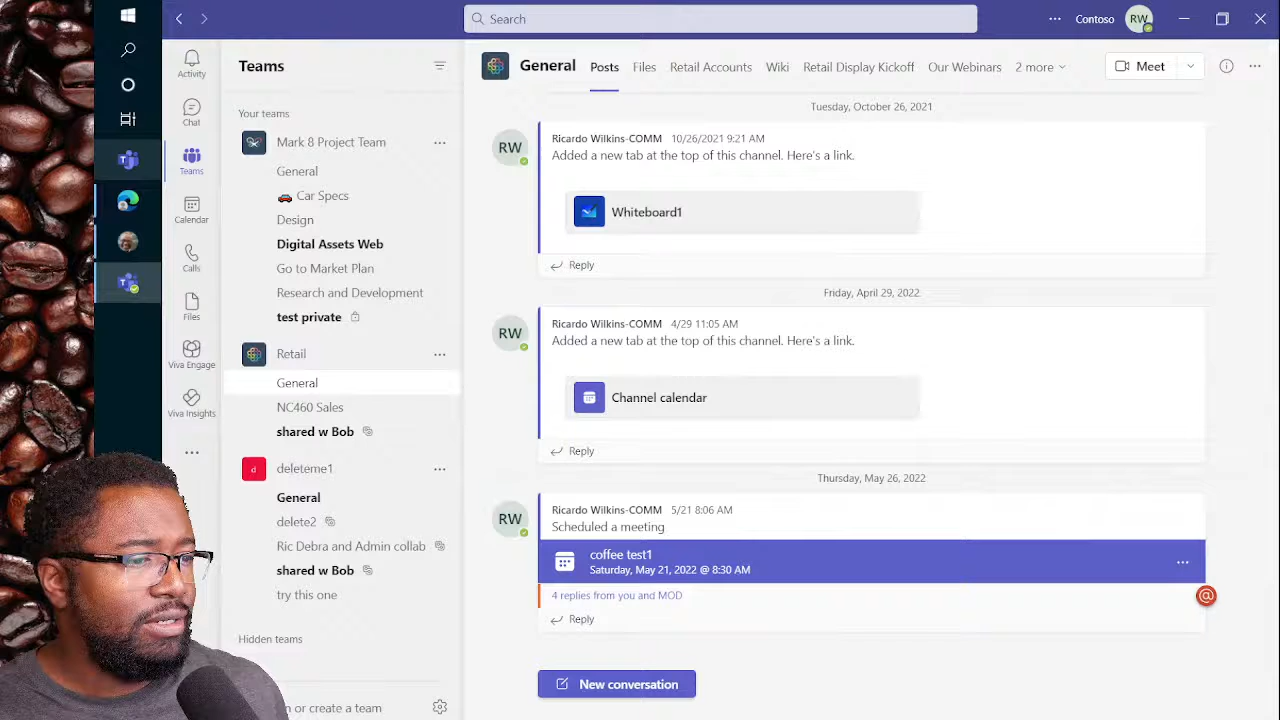 Search
Contoso
RW
Activity
Chat
Teams
Calendar
Calls
Files
Viva Engage
Viva Insights
Teams
Your teams
Mark 8 Project Team
General
Car Specs
Design
Digital Assets Web
Go to Market Plan
Research and Development
test private
Retail
General
NC460 Sales
shared w Bob
d
deleteme1
General
delete2
Ric Debra and Admin collab
shared w Bob
try this one
Hidden teams
n or create a team
General
Posts
Files
Retail Accounts
Wiki
Retail Display Kickoff
Our Webinars
2 more
Meet
Tuesday, October 26, 2021
RW
Ricardo Wilkins-COMM 10/26/2021 9:21 AM
Added a new tab at the top of this channel. Here's a link.
Whiteboard1
Reply
Friday, April 29, 2022
RW
Ricardo Wilkins-COMM 4/29 11:05 AM
Added a new tab at the top of this channel. Here's a link.
Channel calendar
Reply
Thursday, May 26, 2022
RW
Ricardo Wilkins-COMM 5/21 8:06 AM
Scheduled a meeting
coffee test1
Saturday, May 21, 2022 @ 8:30 AM
4 replies from you and MOD
@
Reply
New conversation